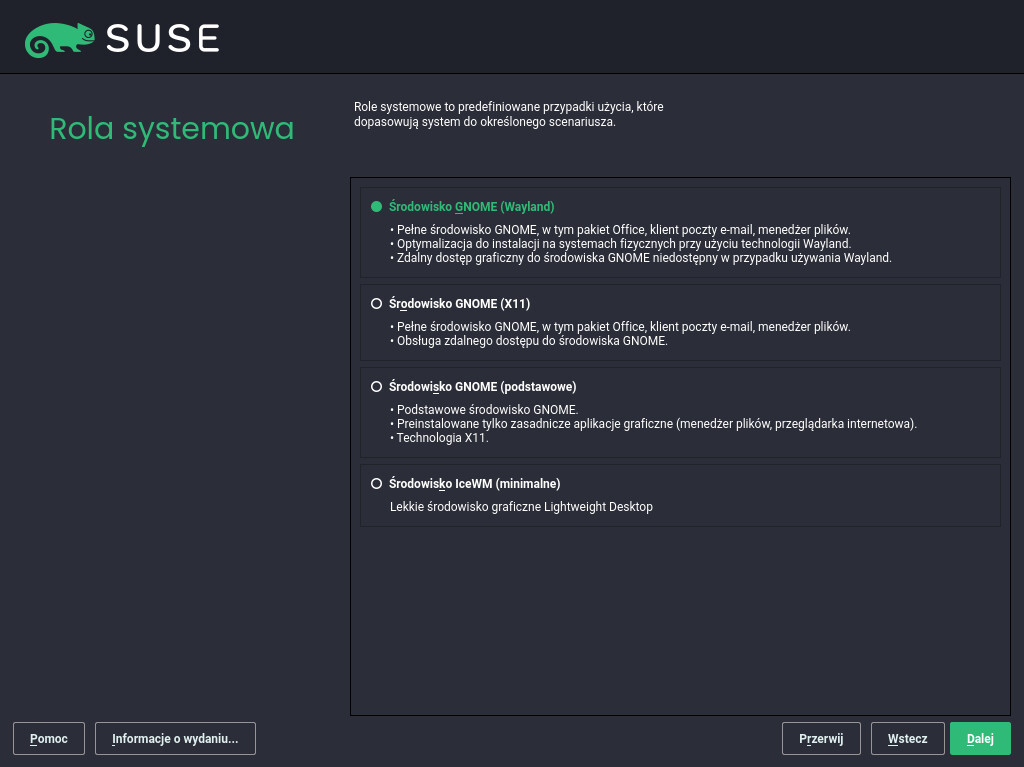 SUSE
Rola systemowa
Role systemowe to predefiniowane przypadki użycia, które
dopasowują system do określonego scenariusza.
Środowisko GNOME (Wayland)
• Pełne środowisko GNOME, w tym pakiet Office, klient poczty e-mail, menedżer plików.
• Optymalizacja do instalacji na systemach fizycznych przy użyciu technologii Wayland.
• Zdalny dostęp graficzny do środowiska GNOME niedostępny w przypadku używania Wayland.
Środowisko GNOME (X11)
• Pełne środowisko GNOME, w tym pakiet Office, klient poczty e-mail, menedżer plików.
• Obsługa zdalnego dostępu do środowiska GNOME.
Środowisko GNOME (podstawowe)
• Podstawowe środowisko GNOME.
• Preinstalowane tylko zasadnicze aplikacje graficzne (menedżer plików, przeglądarka internetowa).
• Technologia X11.
Środowisko IceWM (minimalne)
Lekkie środowisko graficzne Lightweight Desktop
Pomoc
Informacje o wydaniu...
Przerwij
Wstecz
Dalej